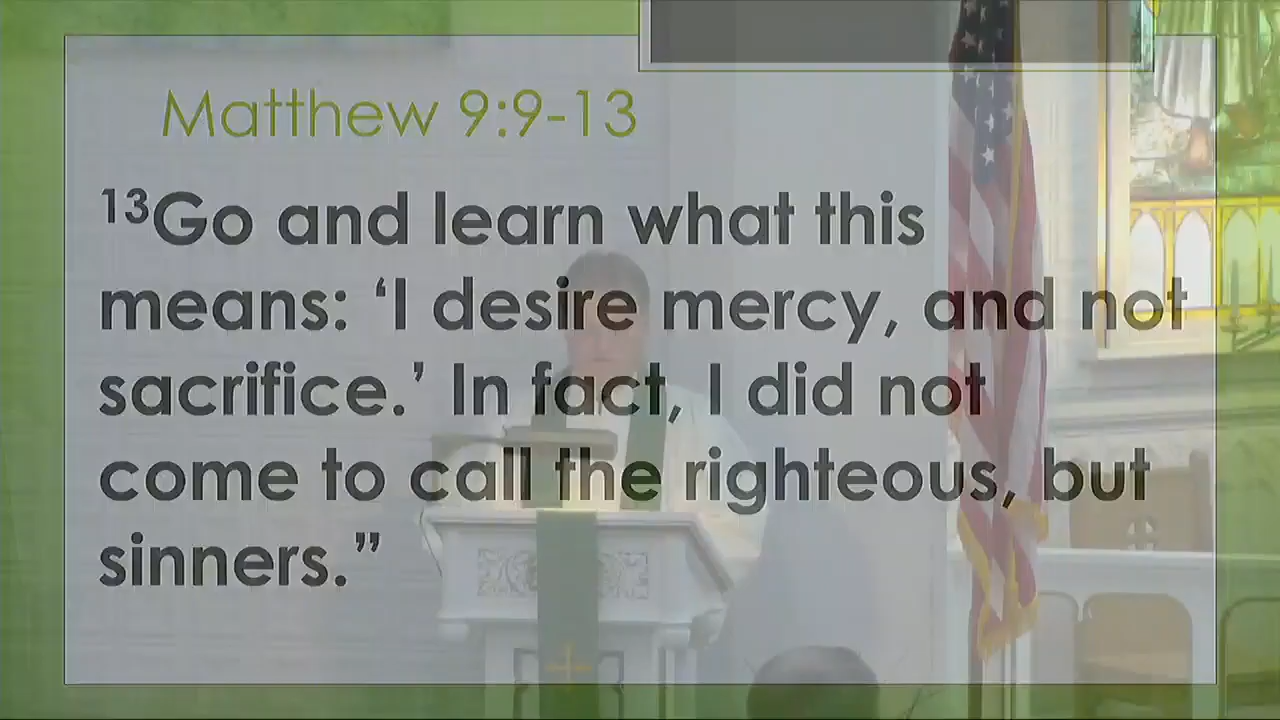 Matthew 9:9-13
¹³Go and learn what this
means: ‘I desire mercy, and not
sacrifice.’ In fact, I did not
come to call the righteous, but
sinners.”